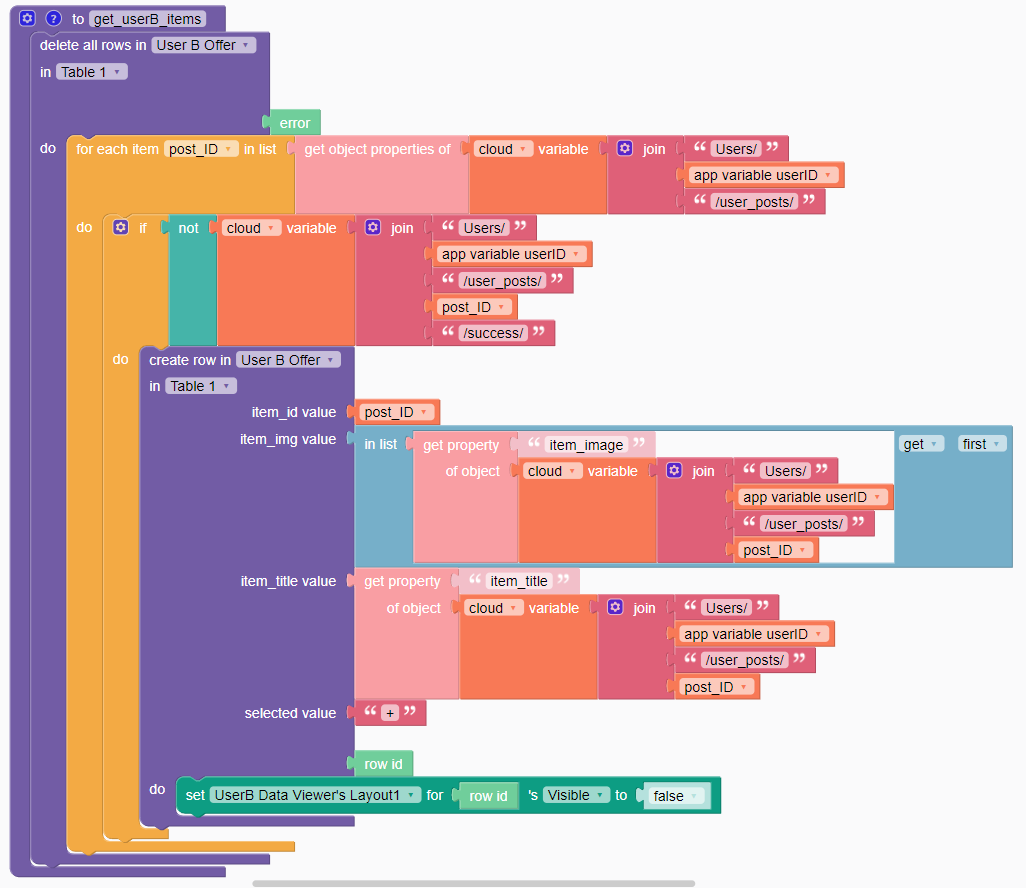 ? to get_userB_items
delete all rows in User B Offer
in Table 1
error
do for each item post_ID in list get object properties of cloud variable join “ Users/ ”
app variable userID
“ /user_posts/ ”
do if not cloud variable join “ Users/ ”
app variable userID
“ /user_posts/ ”
post_ID
“ /success/ ”
do create row in User B Offer
in Table 1
item_id value post_ID
item_img value in list get property “ item_image ” get first
of object cloud variable join “ Users/ ”
app variable userID
“ /user_posts/ ”
post_ID
item_title value get property “ item_title ”
of object cloud variable join “ Users/ ”
app variable userID
“ /user_posts/ ”
post_ID
selected value “ + ”
row id
do set UserB Data Viewer's Layout1 for row id 's Visible to false